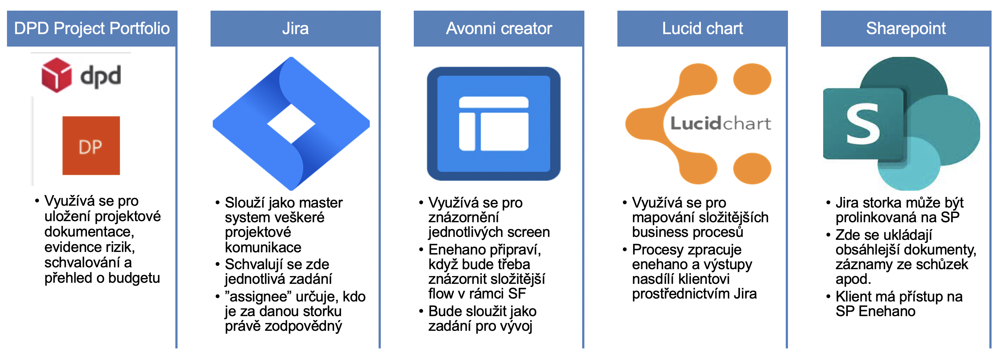 DPD Project Portfolio
dpd
DP
• Využívá se pro
uložení projektové
dokumentace,
evidence rizik,
schvalování a
přehled o budgetu
Jira
• Slouží jako master
system veškeré
projektové
komunikace
• Schvalují se zde
jednotlivá zadání
• ”assignee” určuje, kdo
je za danou storku
právě zodpovědný
Avonni creator
• Využívá se pro
znázornění
jednotlivých screen
• Enehano připraví,
když bude třeba
znázornit složitější
flow v rámci SF
• Bude sloužit jako
zadání pro vývoj
Lucid chart
Lucidchart
• Využívá se pro
mapování složitějších
business procesů
• Procesy zpracuje
enehano a výstupy
nasdílí klientovi
prostřednictvím Jira
Sharepoint
S
• Jira storka může být
prolinkovaná na SP
• Zde se ukládají
obsáhlejší dokumenty,
záznamy ze schůzek
apod.
• Klient má přístup na
SP Enehano